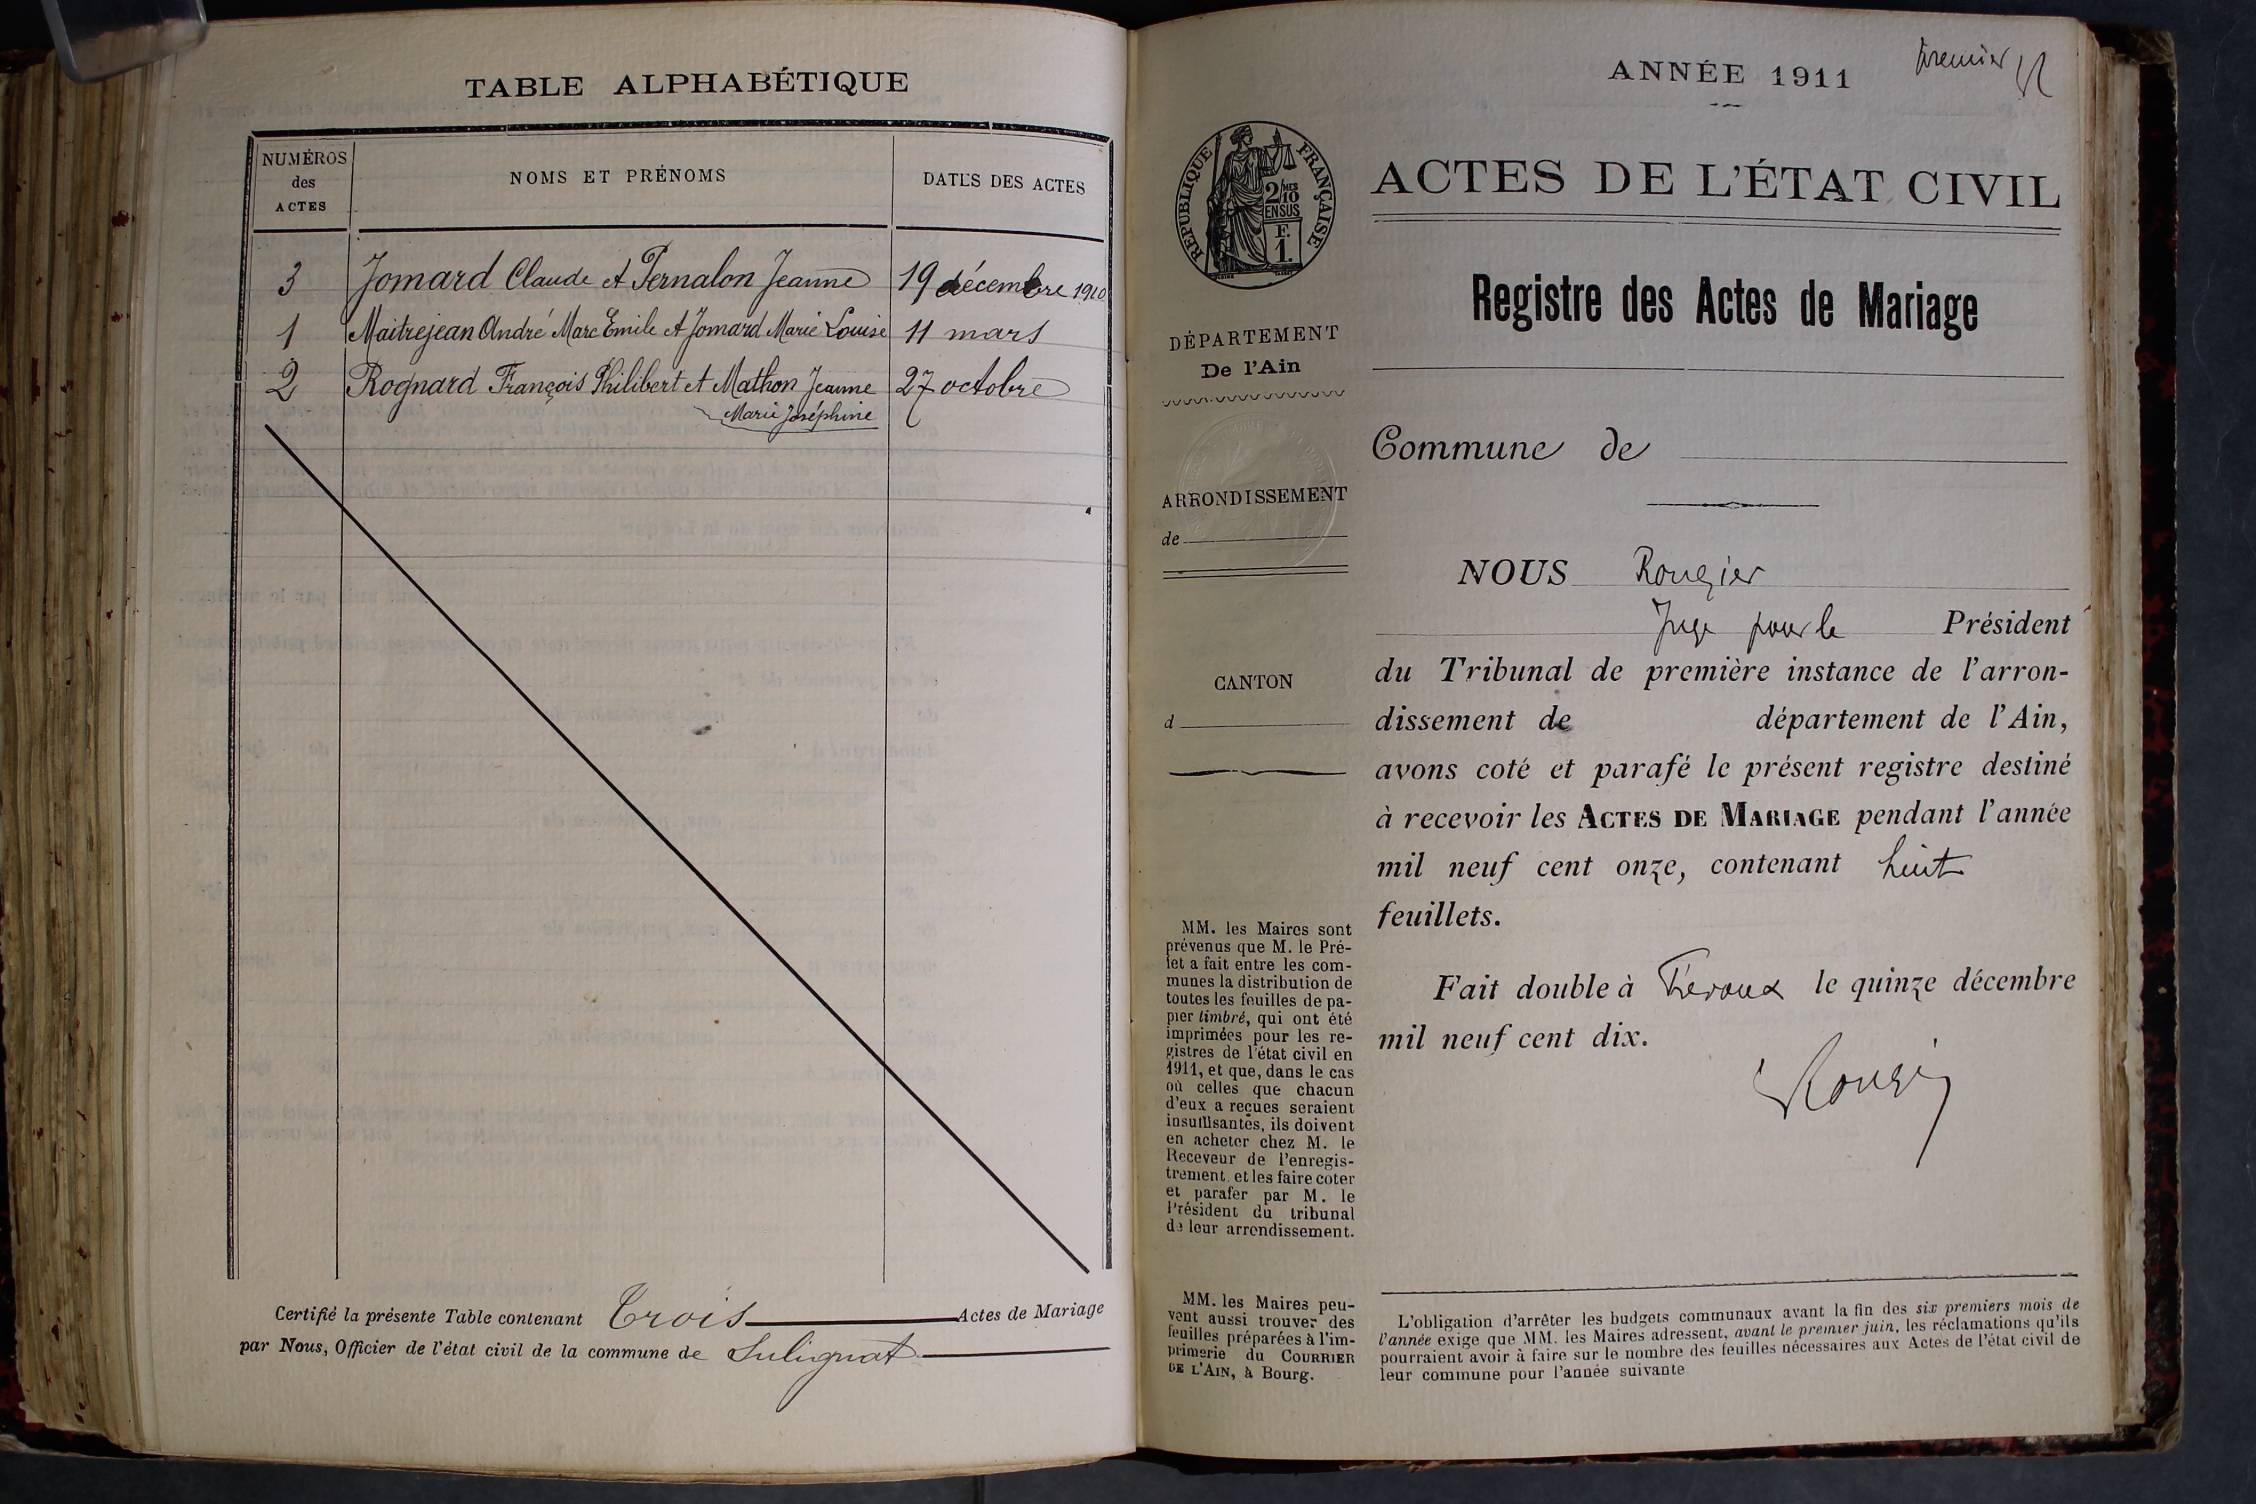 TABLE ALPHABÉTIQUE
NUMÉROS
des
ACTES
NOMS ET PRÉNOMS
DATES DES ACTES
3 Jomard Claude et Pernalon Jeanne 19 décembre 1910
1 Maitrejean André Marc Emile et Jomard Marie Louise 11 mars
2 Rognard François Philibert et Mathon Jeanne 27 octobre
Marie Joséphine
Certifié la présente Table contenant Trois Actes de Mariage
par Nous, Officier de l'état civil de la commune de Sulignat
ANNÉE 1911
premier
RÉPUBLIQUE FRANÇAISE
2/10 MES
EN SUS
F.
1.
ACTES DE L'ÉTAT CIVIL
Registre des Actes de Mariage
DÉPARTEMENT
De l'Ain
ARRONDISSEMENT
de
CANTON
d
MM. les Maires sont
prévenus que M. le Pré-
fet a fait entre les com-
munes la distribution de
toutes les feuilles de pa-
pier timbré, qui ont été
imprimées pour les re-
gistres de l'état civil en
1911, et que, dans le cas
où celles que chacun
d'eux a reçues seraient
insuffisantes, ils doivent
en acheter chez M. le
Receveur de l'enregis-
trement et les faire coter
et parafer par M. le
Président du tribunal
de leur arrondissement.
MM. les Maires peu-
vent aussi trouver des
feuilles préparées à l'im-
primerie du COURRIER
DE L'AIN, à Bourg.
Commune de
NOUS Rougier
Juge pour le Président
du Tribunal de première instance de l'arron-
dissement de département de l'Ain,
avons coté et parafé le présent registre destiné
à recevoir les ACTES DE MARIAGE pendant l'année
mil neuf cent onze, contenant huit
feuillets.
Fait double à Trévoux le quinze décembre
mil neuf cent dix.
Rougier
L'obligation d'arrêter les budgets communaux avant la fin des six premiers mois de
l'année exige que MM. les Maires adressent, avant le premier juin, les réclamations qu'ils
pourraient avoir à faire sur le nombre des feuilles nécessaires aux Actes de l'état civil de
leur commune pour l'année suivante